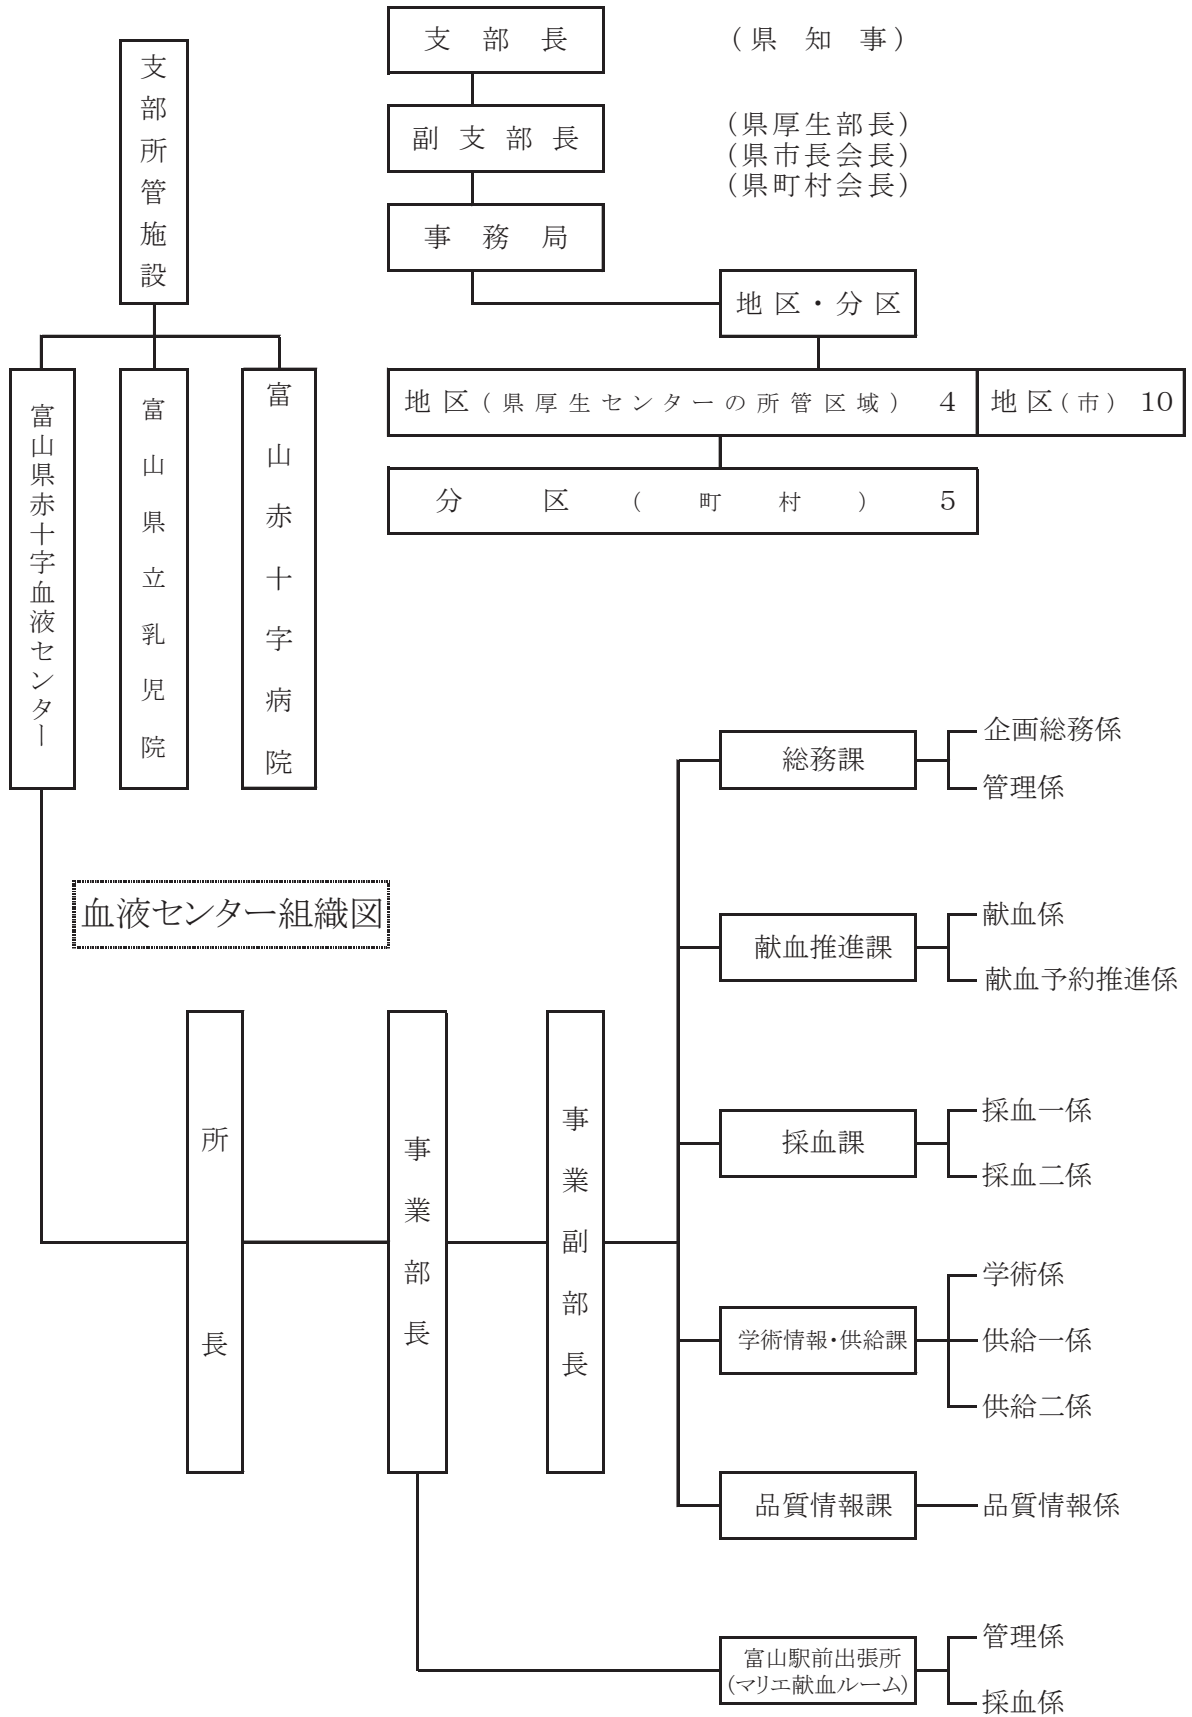 支部長
(県知事)
副支部長
(県厚生部長)
(県市長会長)
(県町村会長)
事務局
地区・分区
地区(県厚生センターの所管区域) 4
地区(市) 10
分区(町村) 5
支部所管施設
富山県赤十字血液センター
富山県立乳児院
富山赤十字病院
血液センター組織図
所長
事業部長
事業副部長
総務課
企画総務係
管理係
献血推進課
献血係
献血予約推進係
採血課
採血一係
採血二係
学術情報・供給課
学術係
供給一係
供給二係
品質情報課
品質情報係
富山駅前出張所
(マリエ献血ルーム)
管理係
採血係